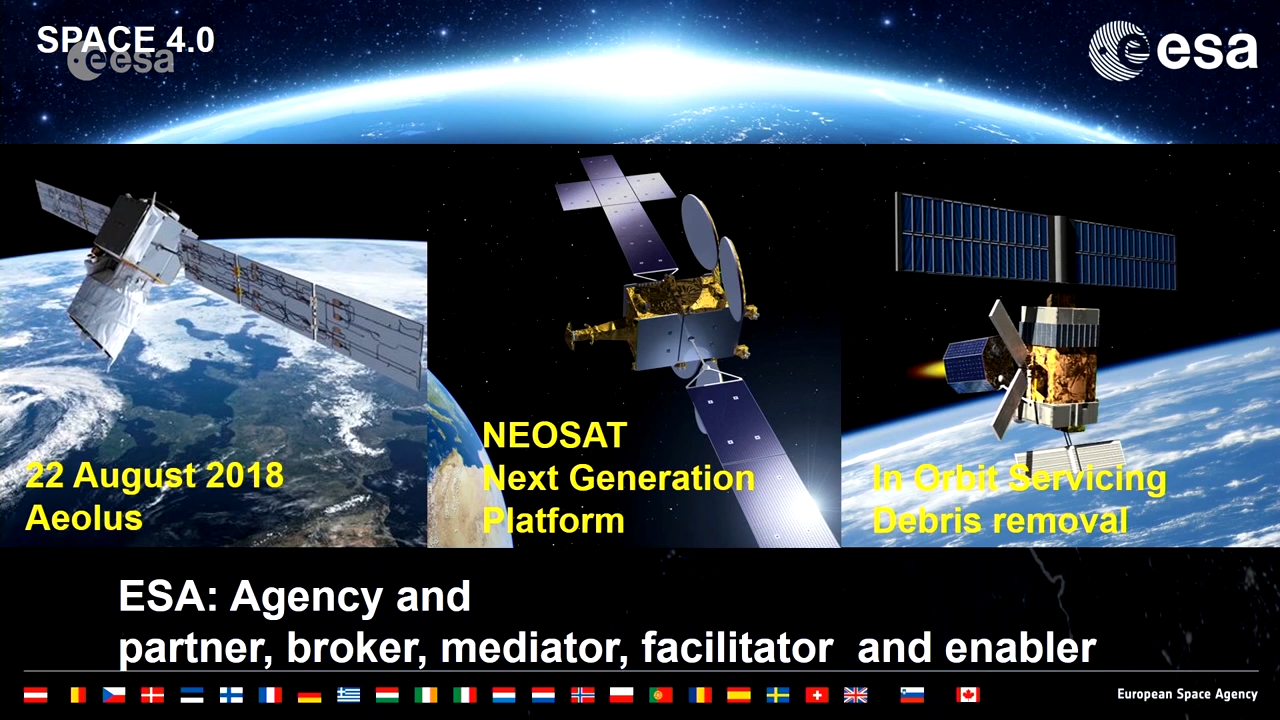 SPACE 4.0
esa
esa
22 August 2018
Aeolus
NEOSAT
Next Generation
Platform
In Orbit Servicing
Debris removal
ESA: Agency and
partner, broker, mediator, facilitator and enabler
European Space Agency